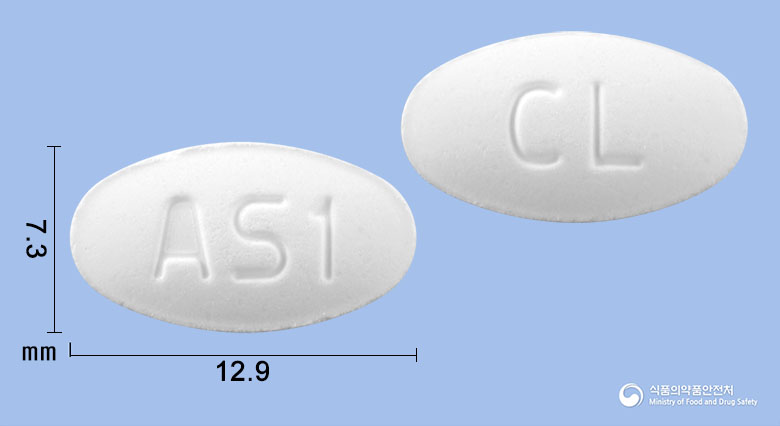 CL
AS1
7.3
mm
12.9
식품의약품안전처
Ministry of Food and Drug Safety